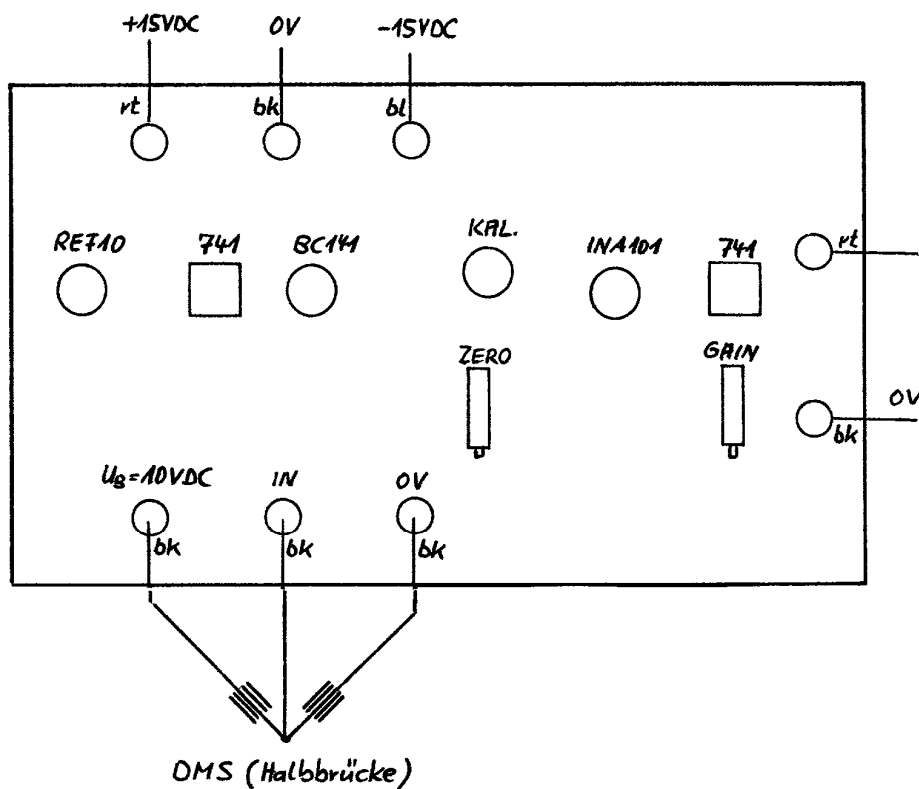 +15VDC 0V -15VDC
rt bk bl
REF10 741 BC141 KAL. INA101 741 rt
ZERO GAIN
0V
bk
UB=10VDC IN 0V
bk bk bk
DMS (Halbbrücke)